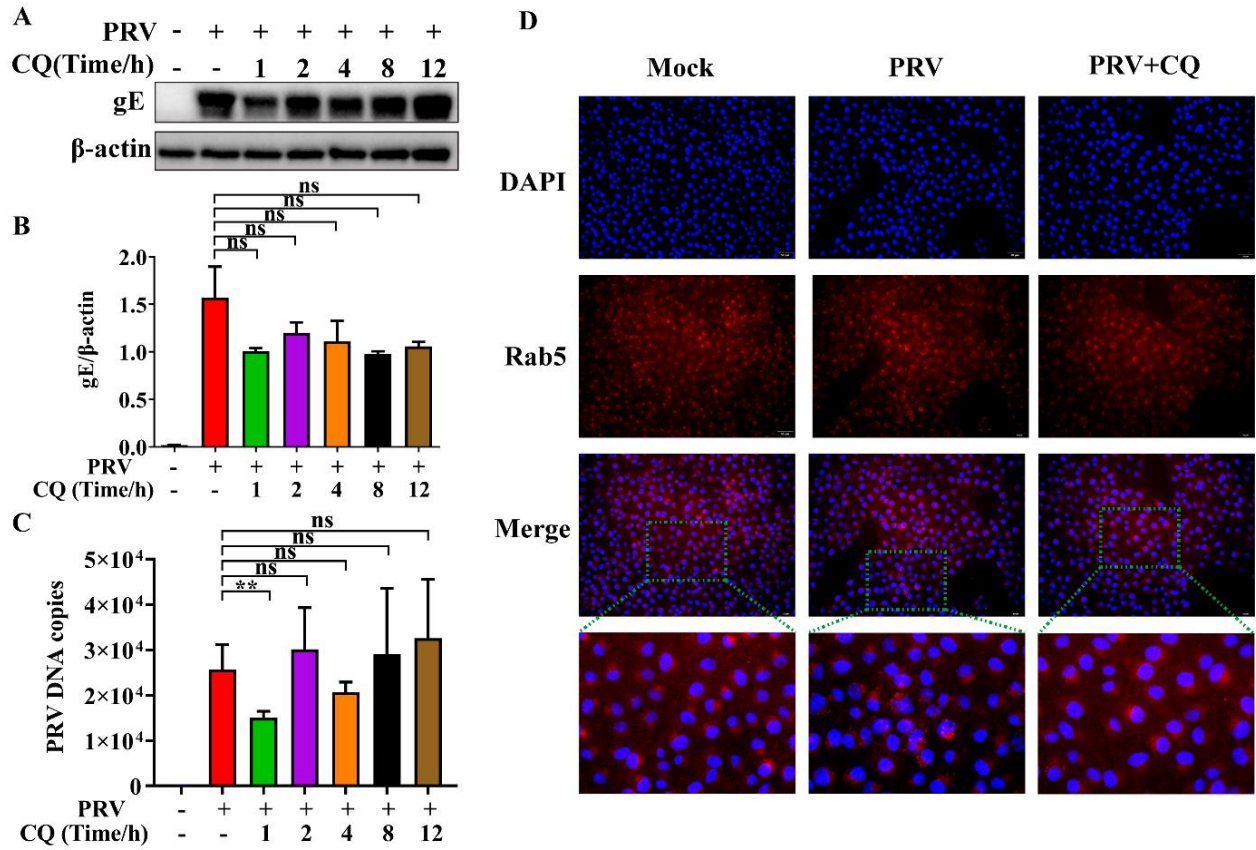 A
PRV - + + + + + +
CQ(Time/h) - - 1 2 4 8 12
gE
β-actin
B
ns
ns
ns
ns
ns
gE/β-actin
2.0
1.5
1.0
0.5
0.0
PRV - + + + + + +
CQ (Time/h) - - 1 2 4 8 12
C
ns
ns
ns
ns
**
PRV DNA copies
5×10⁴
4×10⁴
3×10⁴
2×10⁴
1×10⁴
0
PRV - + + + + + +
CQ (Time/h) - - 1 2 4 8 12
D
Mock PRV PRV+CQ
DAPI
Rab5
Merge